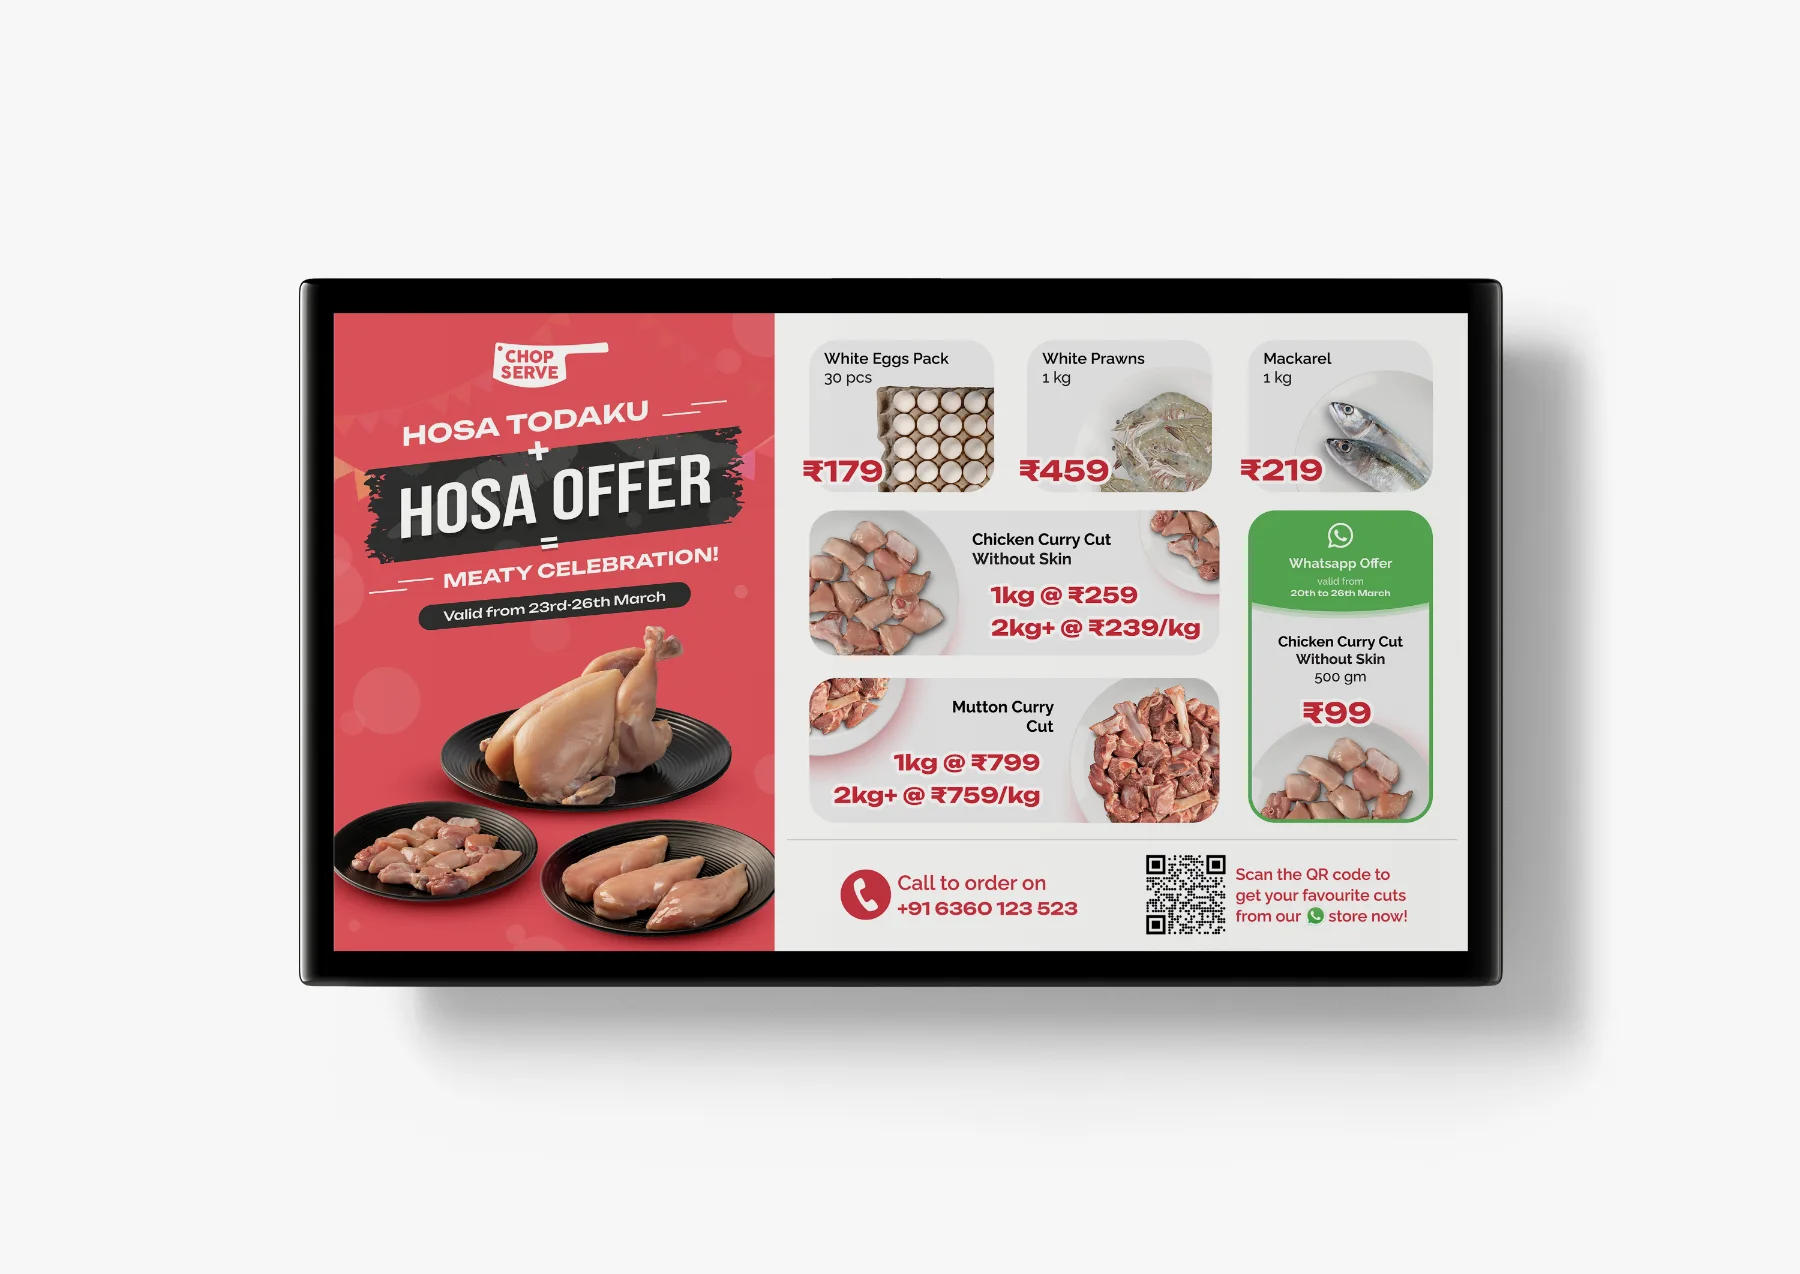 CHOP
SERVE
HOSA TODAKU
+
HOSA OFFER
=
MEATY CELEBRATION!
Valid from 23rd-26th March
White Eggs Pack
30 pcs
₹179
White Prawns
1 kg
₹459
Mackarel
1 kg
₹219
Chicken Curry Cut
Without Skin
1kg @ ₹259
2kg+ @ ₹239/kg
Mutton Curry
Cut
1kg @ ₹799
2kg+ @ ₹759/kg
Whatsapp Offer
valid from
20th to 26th March
Chicken Curry Cut
Without Skin
500 gm
₹99
Call to order on
+91 6360 123 523
Scan the QR code to
get your favourite cuts
from our store now!